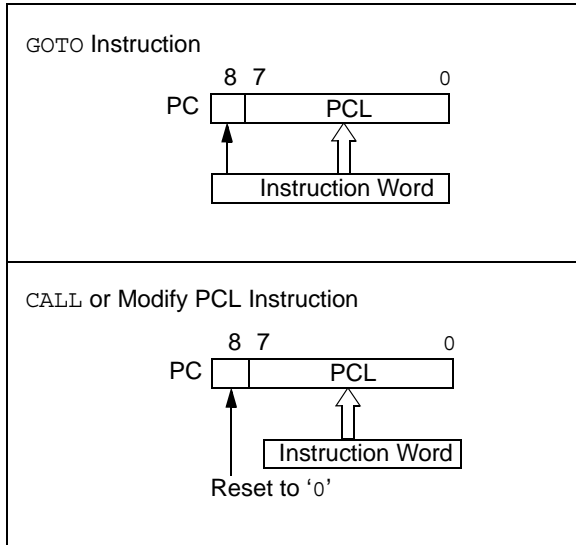 GOTO Instruction
8 7 0
PC PCL
Instruction Word
CALL or Modify PCL Instruction
8 7 0
PC PCL
Instruction Word
Reset to ‘0’